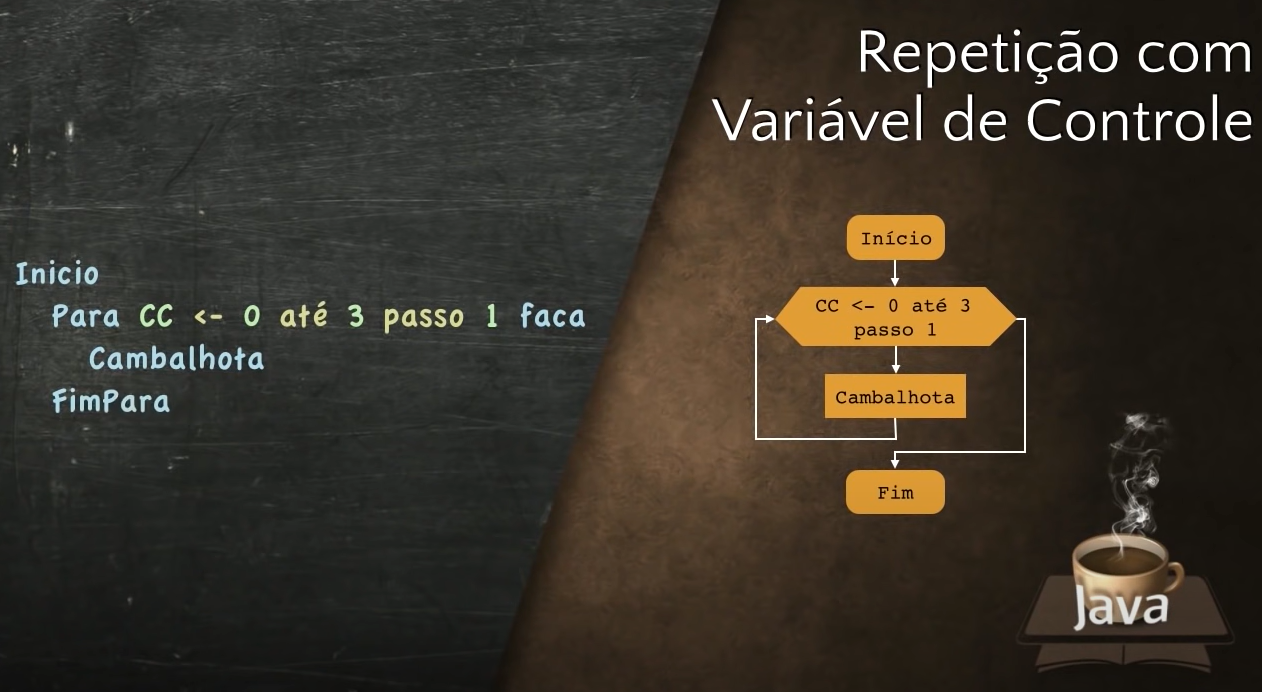 Repetição com
Variável de Controle
Inicio
Para CC <- 0 até 3 passo 1 faca
Cambalhota
FimPara
Início
CC <- 0 até 3
passo 1
Cambalhota
Fim
Java